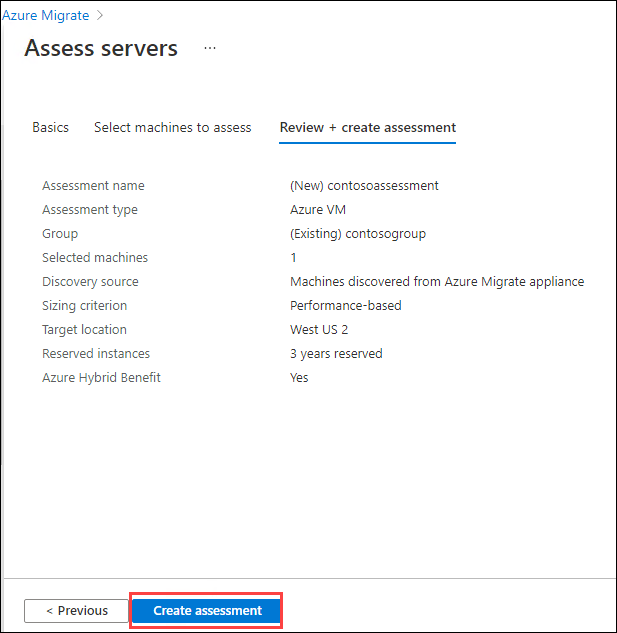 Azure Migrate >
Assess servers ...
Basics Select machines to assess Review + create assessment
Assessment name (New) contosoassessment
Assessment type Azure VM
Group (Existing) contosogroup
Selected machines 1
Discovery source Machines discovered from Azure Migrate appliance
Sizing criterion Performance-based
Target location West US 2
Reserved instances 3 years reserved
Azure Hybrid Benefit Yes
< Previous Create assessment